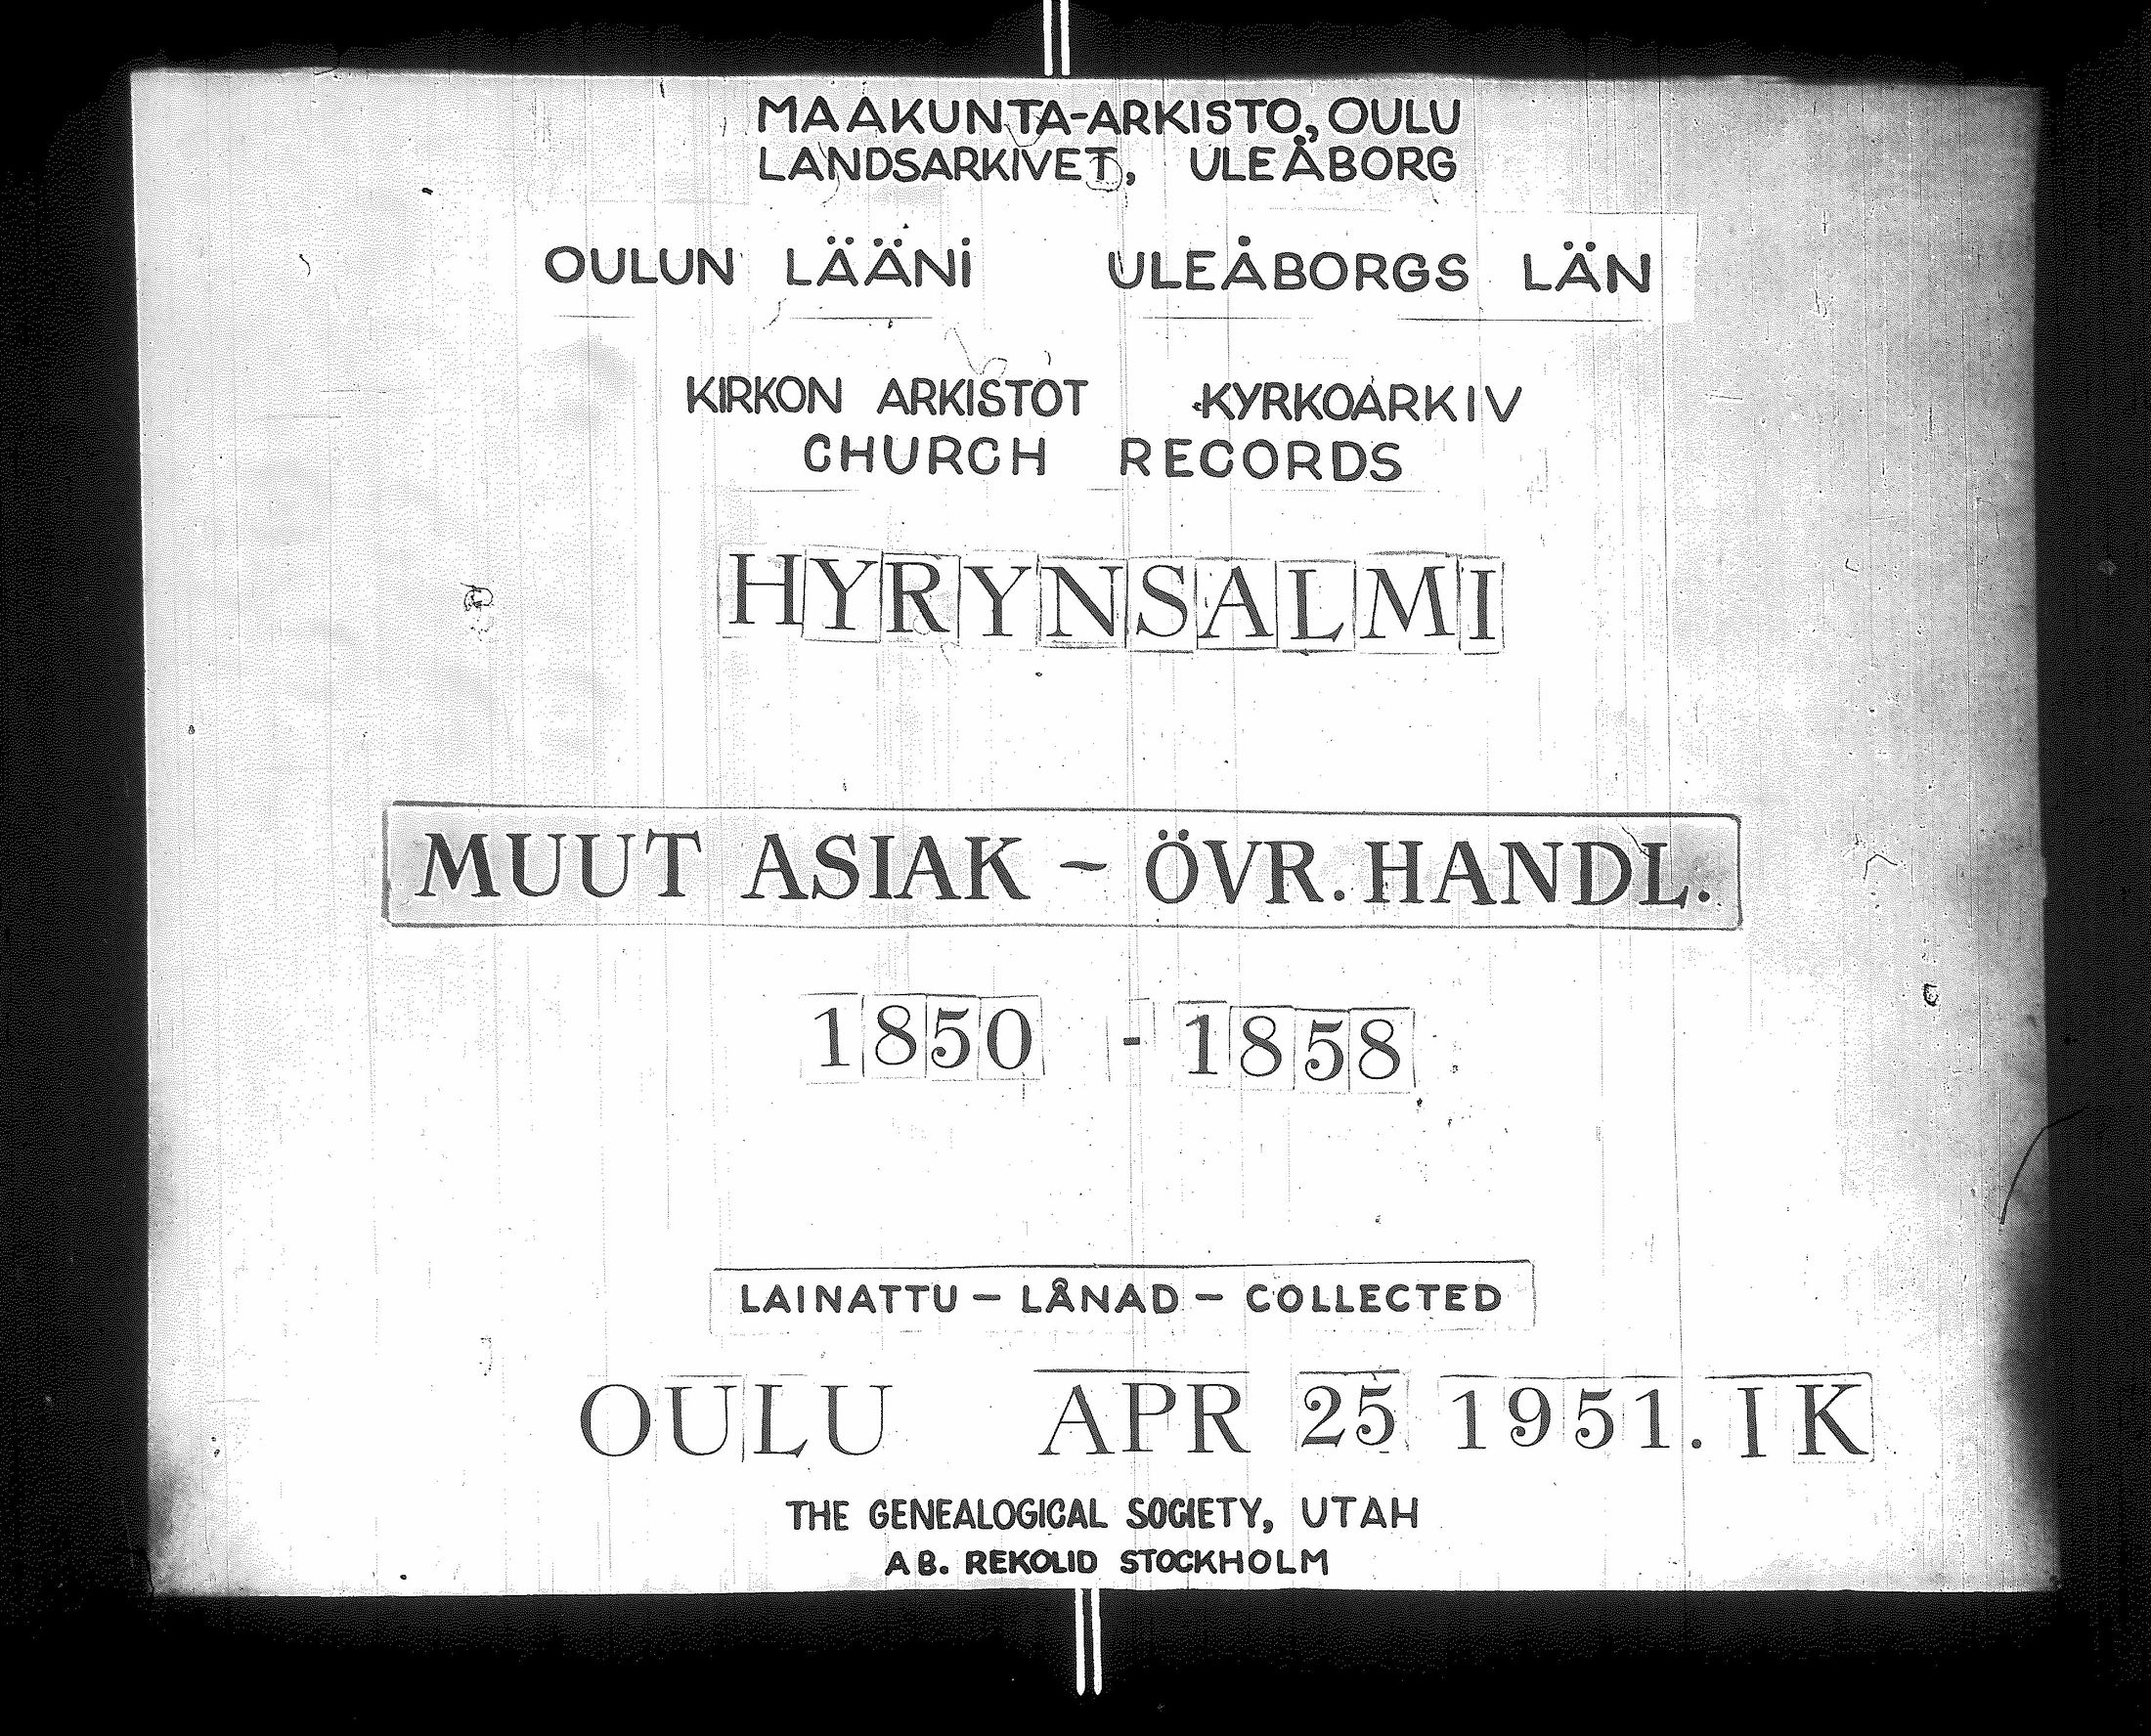 MAAKUNTA-ARKISTO, OULU
LANDSARKIVET, ULEÅBORG
OULUN LÄÄNI ULEÅBORGS LÄN
KIRKON ARKISTOT KYRKOARKIV
CHURCH RECORDS
HYRYNSALMI
MUUT ASIAK - ÖVR. HANDL.
1850 - 1858
LAINATTU - LÅNAD - COLLECTED
OULU APR 25 1951. IK
THE GENEALOGICAL SOCIETY, UTAH
AB. REKOLID STOCKHOLM